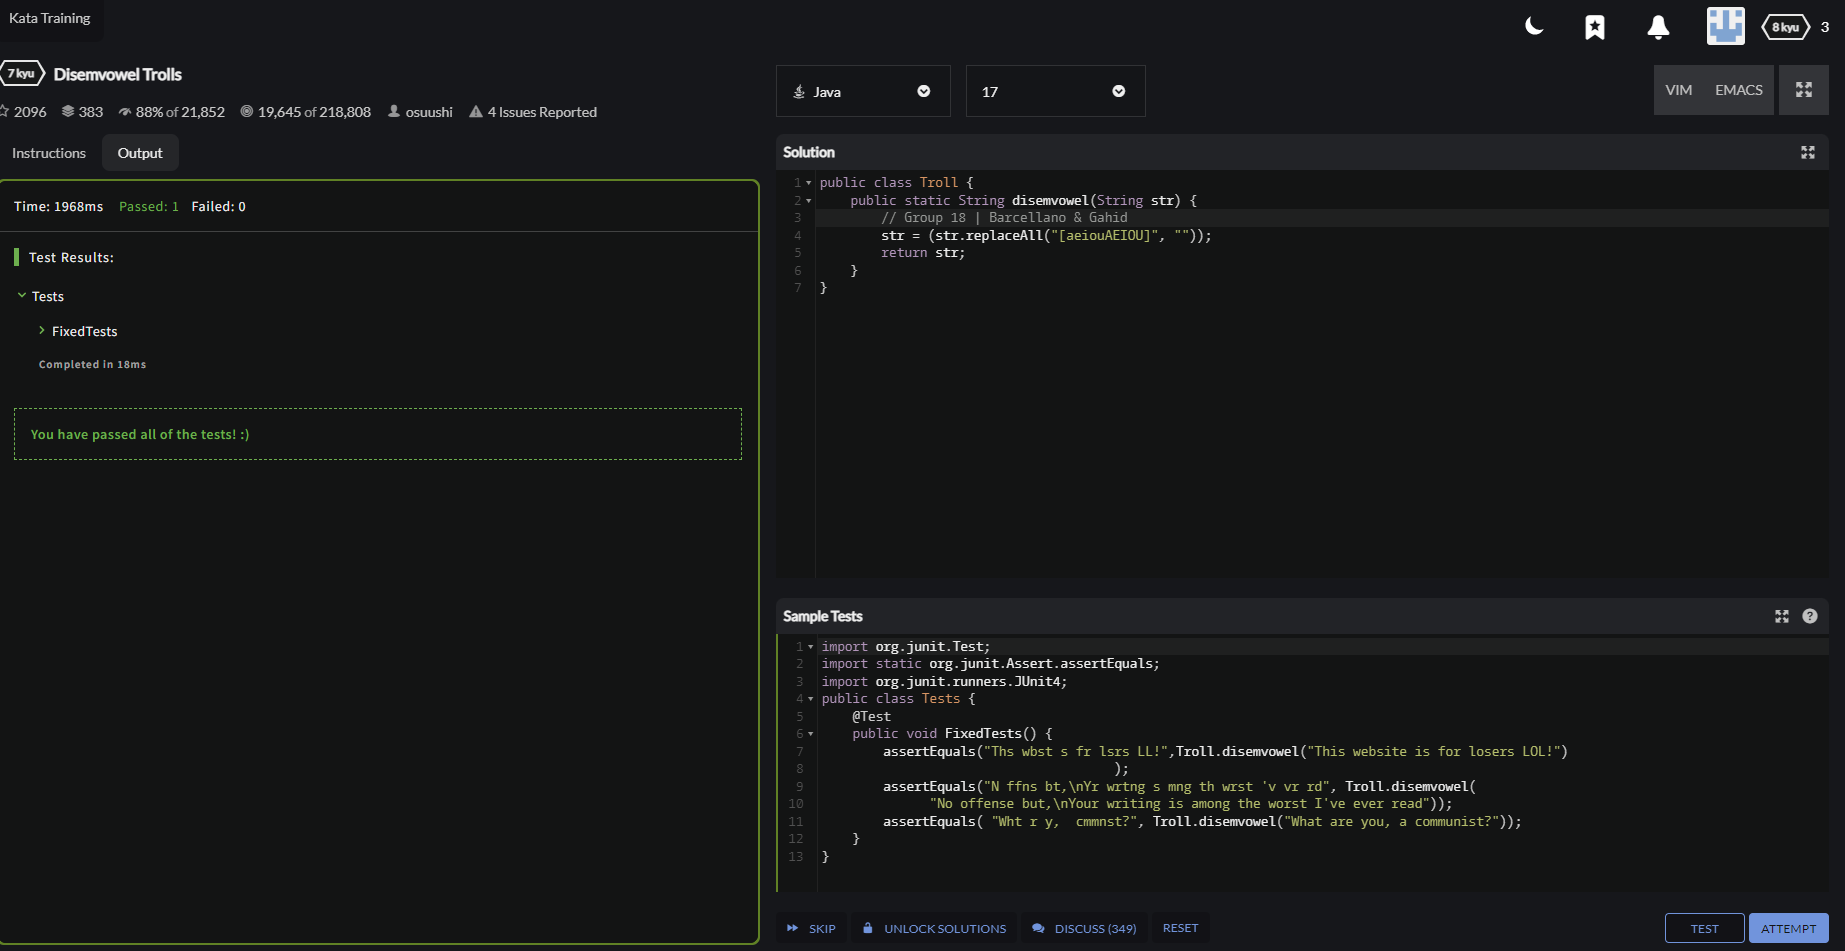 Kata Training
8 kyu 3
7 kyu Disemvowel Trolls
2096 383 88% of 21,852 19,645 of 218,808 osuushi 4 Issues Reported
Java
17
VIM EMACS
Instructions Output
Time: 1968ms Passed: 1 Failed: 0
Test Results:
Tests
FixedTests
Completed in 18ms
You have passed all of the tests! :)
Solution
1 public class Troll {
2 public static String disemvowel(String str) {
3 // Group 18 | Barcellano & Gahid
4 str = (str.replaceAll("[aeiouAEIOU]", ""));
5 return str;
6 }
7 }
Sample Tests
?
1 import org.junit.Test;
2 import static org.junit.Assert.assertEquals;
3 import org.junit.runners.JUnit4;
4 public class Tests {
5 @Test
6 public void FixedTests() {
7 assertEquals("Ths wbst s fr lsrs LL!",Troll.disemvowel("This website is for losers LOL!")
8 );
9 assertEquals("N ffns bt,\nYr wrtng s mng th wrst 'v vr rd", Troll.disemvowel(
10 "No offense but,\nYour writing is among the worst I've ever read"));
11 assertEquals( "Wht r y,  cmmnst?", Troll.disemvowel("What are you, a communist?"));
12 }
13 }
SKIP UNLOCK SOLUTIONS DISCUSS (349) RESET
TEST ATTEMPT